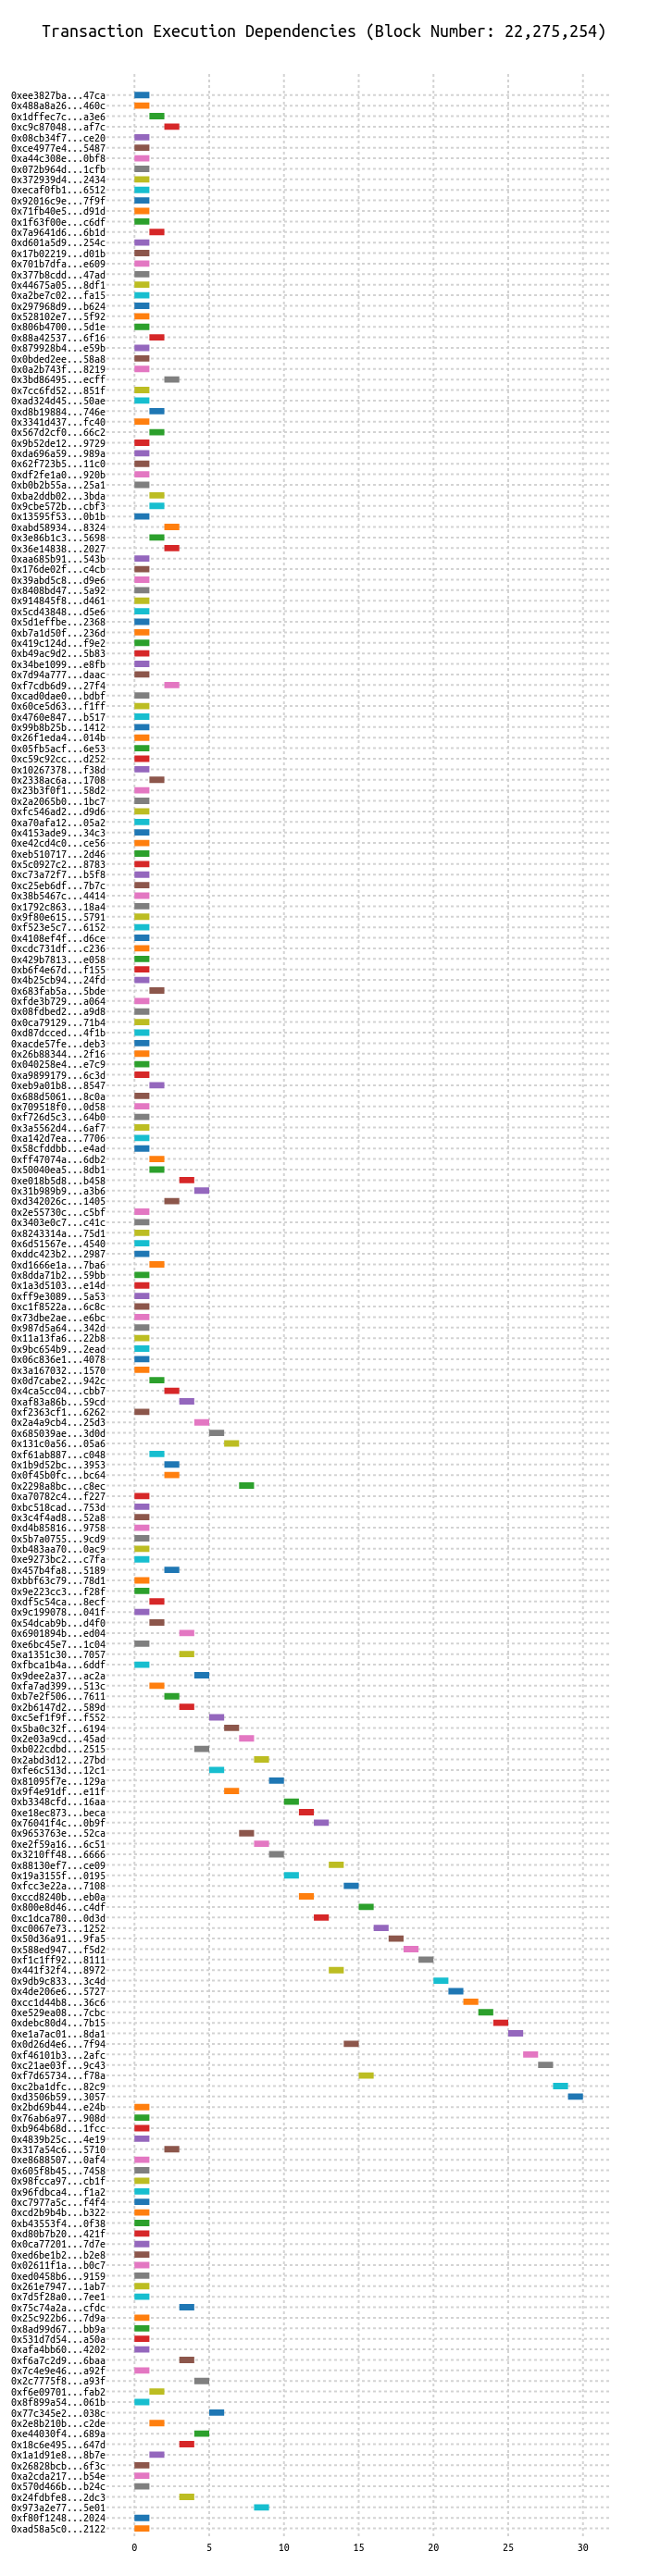 Transaction Execution Dependencies (Block Number: 22,275,254)
0xee3827ba...47ca
0x488a8a26...460c
0x1dffec7c...a3e6
0xc9c87048...af7c
0x08cb34f7...ce20
0xce4977e4...5487
0xa44c308e...0bf8
0x072b964d...1cfb
0x372939d4...2434
0xecaf0fb1...6512
0x92016c9e...7f9f
0x71fb40e5...d91d
0x1f63f00e...c6df
0x7a9641d6...6b1d
0xd601a5d9...254c
0x17b02219...d01b
0x701b7dfa...e609
0x377b8cdd...47ad
0x44675a05...8df1
0xa2be7c02...fa15
0x297968d9...b624
0x528102e7...5f92
0x806b4700...5d1e
0x88a42537...6f16
0x879928b4...e59b
0x0bded2ee...58a8
0x0a2b743f...8219
0x3bd86495...ecff
0x7cc6fd52...851f
0xad324d45...50ae
0xd8b19884...746e
0x3341d437...fc40
0x567d2cf0...66c2
0x9b52de12...9729
0xda696a59...989a
0x62f723b5...11c0
0xdf2fe1a0...920b
0xb0b2b55a...25a1
0xba2ddb02...3bda
0x9cbe572b...cbf3
0x13595f53...0b1b
0xabd58934...8324
0x3e86b1c3...5698
0x36e14838...2027
0xaa685b91...543b
0x176de02f...c4cb
0x39abd5c8...d9e6
0x8408bd47...5a92
0x914845f8...d461
0x5cd43848...d5e6
0x5d1effbe...2368
0xb7a1d50f...236d
0x419c124d...f9e2
0xb49ac9d2...5b83
0x34be1099...e8fb
0x7d94a777...daac
0xf7cdb6d9...27f4
0xcad0dae0...bdbf
0x60ce5d63...f1ff
0x4760e847...b517
0x99b8b25b...1412
0x26f1eda4...014b
0x05fb5acf...6e53
0xc59c92cc...d252
0x10267378...f38d
0x2338ac6a...1708
0x23b3f0f1...58d2
0x2a2065b0...1bc7
0xfc546ad2...d9d6
0xa70afa12...05a2
0x4153ade9...34c3
0xe42cd4c0...ce56
0xeb510717...2d46
0x5c0927c2...8783
0xc73a72f7...b5f8
0xc25eb6df...7b7c
0x38b5467c...4414
0x1792c863...18a4
0x9f80e615...5791
0xf523e5c7...6152
0x4108ef4f...d6ce
0xcdc731df...c236
0x429b7813...e058
0xb6f4e67d...f155
0x4b25cb94...24fd
0x683fab5a...5bde
0xfde3b729...a064
0x08fdbed2...a9d8
0x0ca79129...71b4
0xd87dcced...4f1b
0xacde57fe...deb3
0x26b88344...2f16
0x040258e4...e7c9
0xa9899179...6c3d
0xeb9a01b8...8547
0x688d5061...8c0a
0x709518f0...0d58
0xf726d5c3...64b0
0x3a5562d4...6af7
0xa142d7ea...7706
0x58cfddbb...e4ad
0xff47074a...6db2
0x50040ea5...8db1
0xe018b5d8...b458
0x31b989b9...a3b6
0xd342026c...1405
0x2e55730c...c5bf
0x3403e0c7...c41c
0x8243314a...75d1
0x6d51567e...4540
0xddc423b2...2987
0xd1666e1a...7ba6
0x8dda71b2...59bb
0x1a3d5103...e14d
0xff9e3089...5a53
0xc1f8522a...6c8c
0x73dbe2ae...e6bc
0x987d5a64...342d
0x11a13fa6...22b8
0x9bc654b9...2ead
0x06c836e1...4078
0x3a167032...1570
0x0d7cabe2...942c
0x4ca5cc04...cbb7
0xaf83a86b...59cd
0xf2363cf1...6262
0x2a4a9cb4...25d3
0x685039ae...3d0d
0x131c0a56...05a6
0xf61ab887...c048
0x1b9d52bc...3953
0x0f45b0fc...bc64
0x2298a8bc...c8ec
0xa70782c4...f227
0xbc518cad...753d
0x3c4f4ad8...52a8
0xd4b85816...9758
0x5b7a0755...9cd9
0xb483aa70...0ac9
0xe9273bc2...c7fa
0x457b4fa8...5189
0xbbf63c79...78d1
0x9e223cc3...f28f
0xdf5c54ca...8ecf
0x9c199078...041f
0x54dcab9b...d4f0
0x6901894b...ed04
0xe6bc45e7...1c04
0xa1351c30...7057
0xfbca1b4a...6ddf
0x9dee2a37...ac2a
0xfa7ad399...513c
0xb7e2f506...7611
0x2b6147d2...589d
0xc5ef1f9f...f552
0x5ba0c32f...6194
0x2e03a9cd...45ad
0xb022cdbd...2515
0x2abd3d12...27bd
0xfe6c513d...12c1
0x81095f7e...129a
0x9f4e91df...e11f
0xb3348cfd...16aa
0xe18ec873...beca
0x76041f4c...0b9f
0x9653763e...52ca
0xe2f59a16...6c51
0x3210ff48...6666
0x88130ef7...ce09
0x19a3155f...0195
0xfcc3e22a...7108
0xccd8240b...eb0a
0x800e8d46...c4df
0xc1dca780...0d3d
0xc0067e73...1252
0x50d36a91...9fa5
0x588ed947...f5d2
0xf1c1ff92...8111
0x441f32f4...8972
0x9db9c833...3c4d
0x4de206e6...5727
0xcc1d44b8...36c6
0xe529ea08...7cbc
0xdebc80d4...7b15
0xe1a7ac01...8da1
0x0d26d4e6...7f94
0xf46101b3...2afc
0xc21ae03f...9c43
0xf7d65734...f78a
0xc2ba1dfc...82c9
0xd3506b59...3057
0x2bd69b44...e24b
0x76ab6a97...908d
0xb964b68d...1fcc
0x4839b25c...4e19
0x317a54c6...5710
0xe8688507...0af4
0x605f8b45...7458
0x98fcca97...cb1f
0x96fdbca4...f1a2
0xc7977a5c...f4f4
0xcd2b9b4b...b322
0xb43553f4...0f38
0xd80b7b20...421f
0x0ca77201...7d7e
0xed6be1b2...b2e8
0x02611f1a...b0c7
0xed0458b6...9159
0x261e7947...1ab7
0x7d5f28a0...7ee1
0x75c74a2a...cfdc
0x25c922b6...7d9a
0x8ad99d67...bb9a
0x531d7d54...a50a
0xafa4bb60...4202
0xf6a7c2d9...6baa
0x7c4e9e46...a92f
0x2c7775f8...a93f
0xf6e09701...fab2
0x8f899a54...061b
0x77c345e2...038c
0x2e8b210b...c2de
0xe44030f4...689a
0x18c6e495...647d
0x1a1d91e8...8b7e
0x26828bcb...6f3c
0xa2cda217...b54e
0x570d466b...b24c
0x24fdbfe8...2dc3
0x973a2e77...5e01
0xf80f1248...2024
0xad58a5c0...2122
0 5 10 15 20 25 30